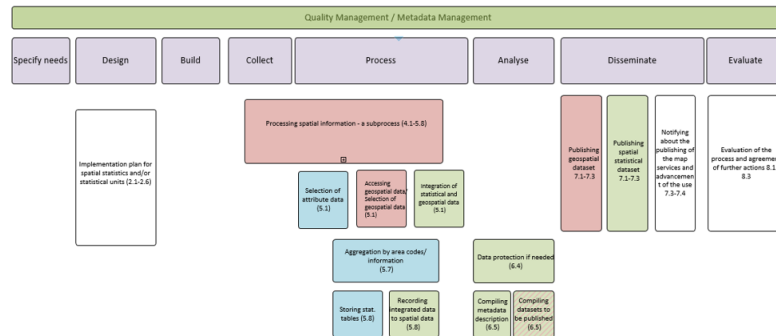 Quality Management / Metadata Management
Specify needs
Design
Build
Collect
Process
Analyse
Disseminate
Evaluate
Implementation plan for
spatial statistics and/or
statistical units (2.1-2.6)
Processing spatial information - a subprocess (4.1-5.8)
Selection of
attribute data
(5.1)
Accessing
geospatial data/
Selection of
geospatial data
(5.1)
Integration of
statistical and
geospatial data
(5.1)
Aggregation by area codes/
information
(5.7)
Storing stat.
tables (5.8)
Recording
integrated data
to spatial data
(5.8)
Data protection if needed
(6.4)
Compiling
metadata
description
(6.5)
Compiling
datasets to
be published
(6.5)
Publishing
geospatial
dataset
7.1-7.3
Publishing
spatial
statistical
dataset
7.1-7.3
Notifying
about the
publishing of
the map
services and
advancemen
t of the use
7.3-7.4
Evaluation of the
process and agreemen
of further actions 8.1
8.3